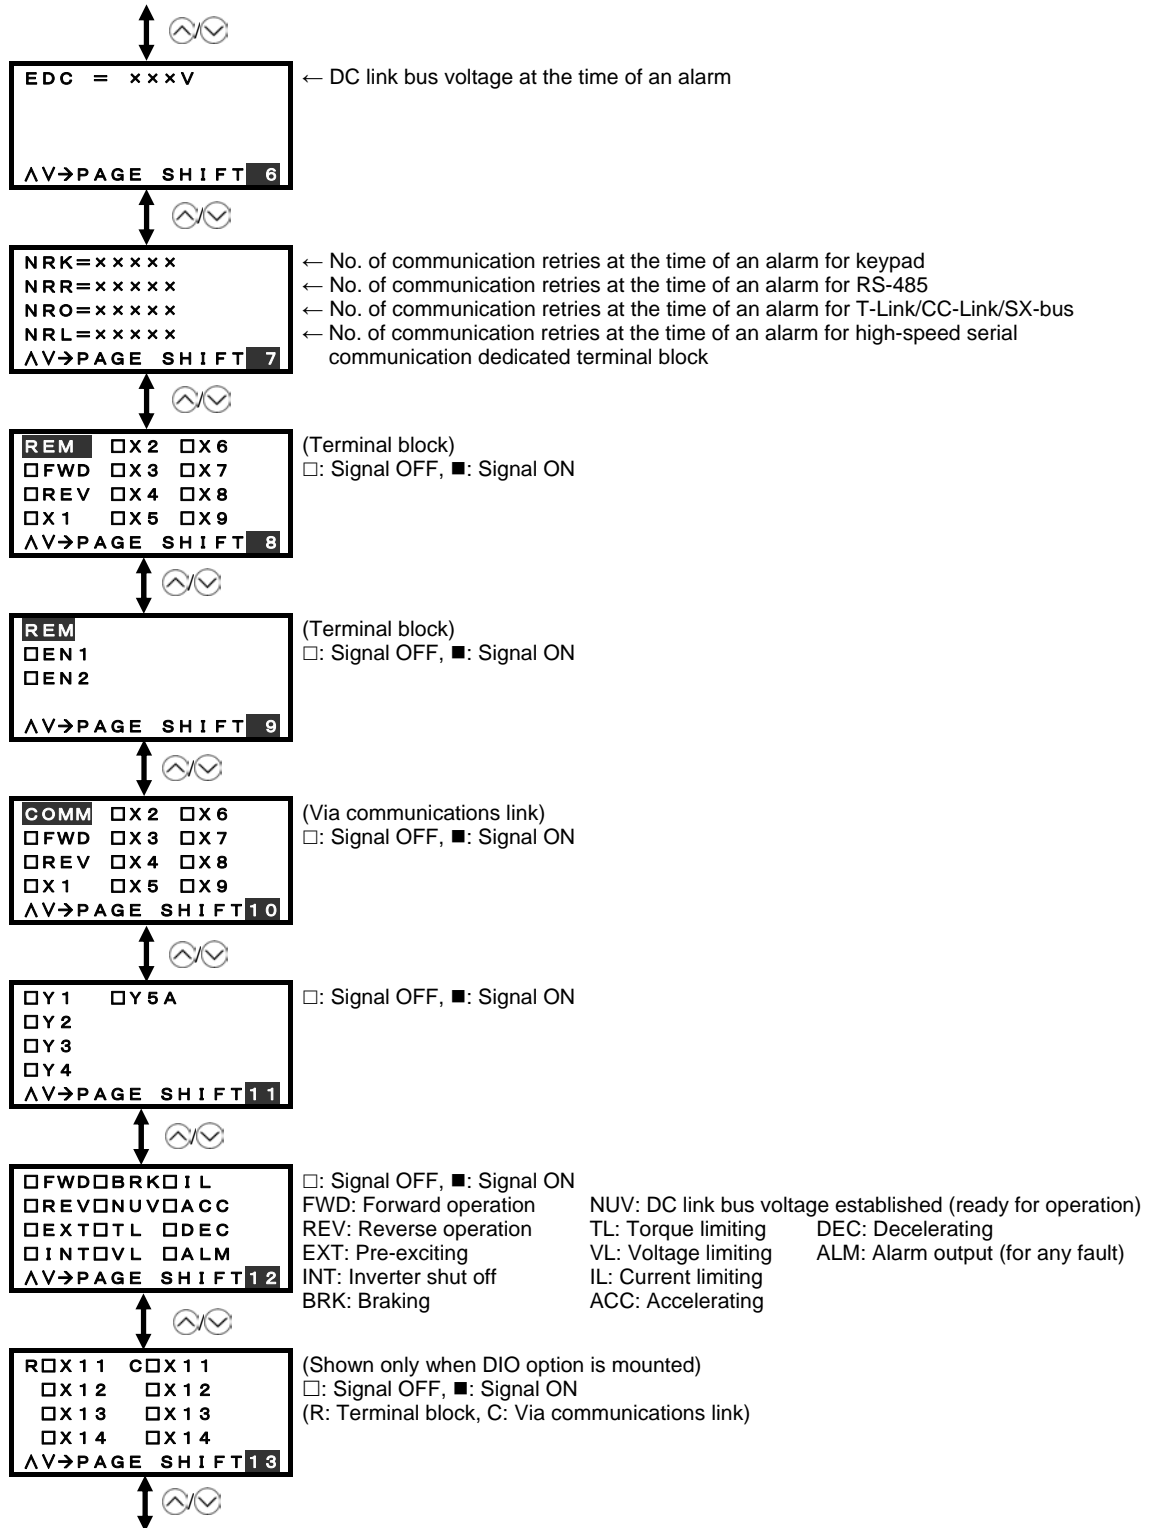 EDC = ×××V
← DC link bus voltage at the time of an alarm
∧∨→PAGE SHIFT 6
NRK=×××××
← No. of communication retries at the time of an alarm for keypad
NRR=×××××
← No. of communication retries at the time of an alarm for RS-485
NRO=×××××
← No. of communication retries at the time of an alarm for T-Link/CC-Link/SX-bus
NRL=×××××
← No. of communication retries at the time of an alarm for high-speed serial
communication dedicated terminal block
∧∨→PAGE SHIFT 7
REM □X2 □X6
(Terminal block)
□FWD □X3 □X7
□: Signal OFF, ■: Signal ON
□REV □X4 □X8
□X1 □X5 □X9
∧∨→PAGE SHIFT 8
REM
(Terminal block)
□EN1
□: Signal OFF, ■: Signal ON
□EN2
∧∨→PAGE SHIFT 9
COMM □X2 □X6
(Via communications link)
□FWD □X3 □X7
□: Signal OFF, ■: Signal ON
□REV □X4 □X8
□X1 □X5 □X9
∧∨→PAGE SHIFT 10
□Y1 □Y5A
□: Signal OFF, ■: Signal ON
□Y2
□Y3
□Y4
∧∨→PAGE SHIFT 11
□FWD□BRK□IL
□REV□NUV□ACC
□EXT□TL □DEC
□INT□VL □ALM
∧∨→PAGE SHIFT 12
□: Signal OFF, ■: Signal ON
FWD: Forward operation NUV: DC link bus voltage established (ready for operation)
REV: Reverse operation TL: Torque limiting DEC: Decelerating
EXT: Pre-exciting VL: Voltage limiting ALM: Alarm output (for any fault)
INT: Inverter shut off IL: Current limiting
BRK: Braking ACC: Accelerating
R□X11 C□X11
(Shown only when DIO option is mounted)
□X12 □X12
□: Signal OFF, ■: Signal ON
□X13 □X13
(R: Terminal block, C: Via communications link)
□X14 □X14
∧∨→PAGE SHIFT 13